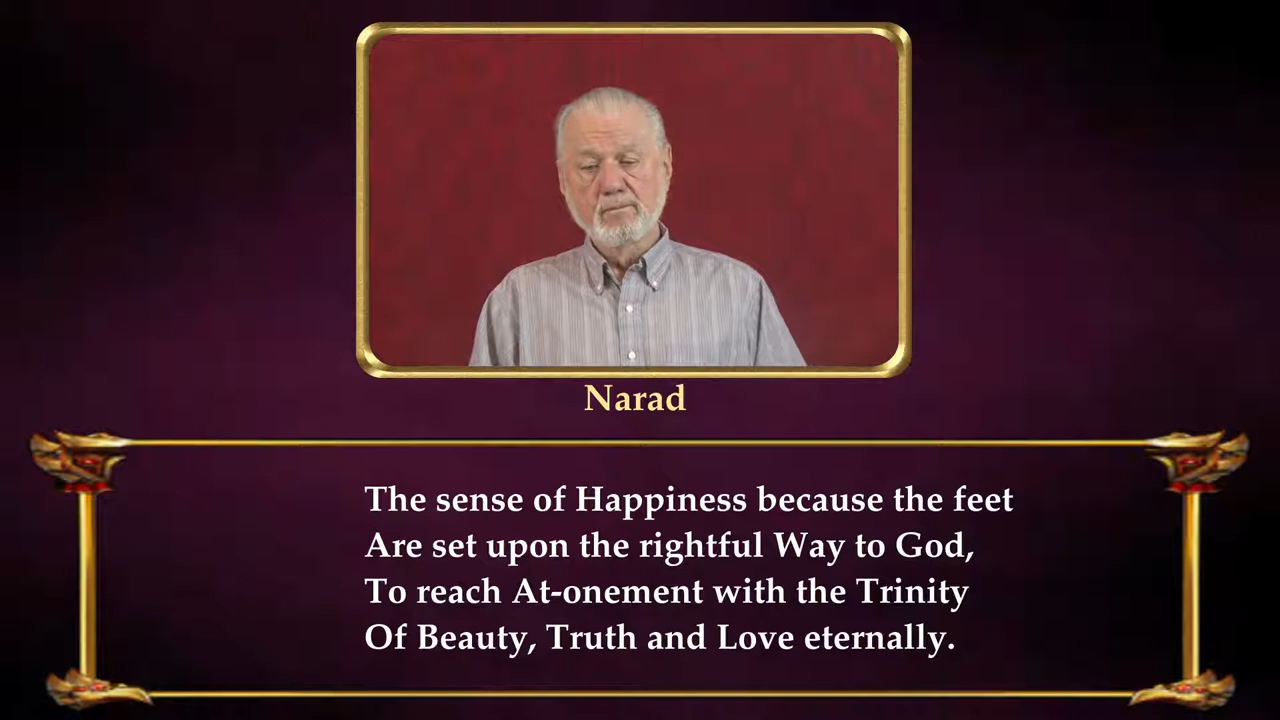 Narad
The sense of Happiness because the feet
Are set upon the rightful Way to God,
To reach At-onement with the Trinity
Of Beauty, Truth and Love eternally.